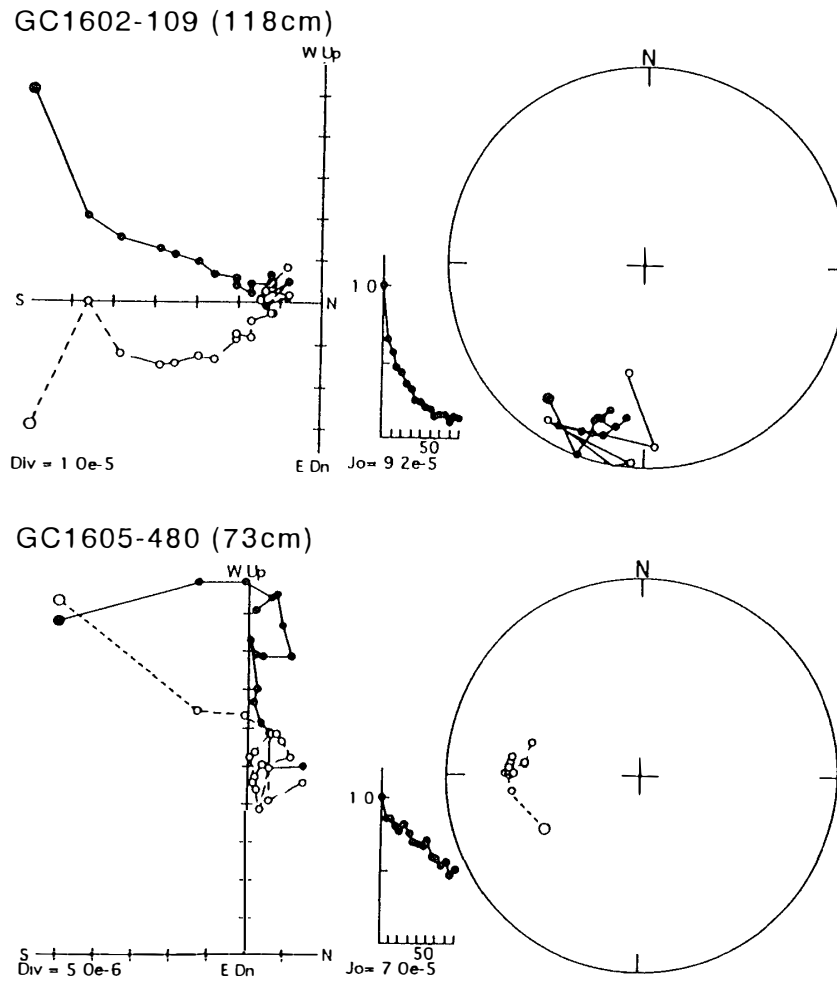 GC1602-109 (118cm)
W Up
N
S
N
1 0
50
E Dn
Div = 1 0e-5
Jo= 9 2e-5
GC1605-480 (73cm)
W Up
N
1 0
50
S
E Dn
N
Div = 5 0e-6
Jo= 7 0e-5